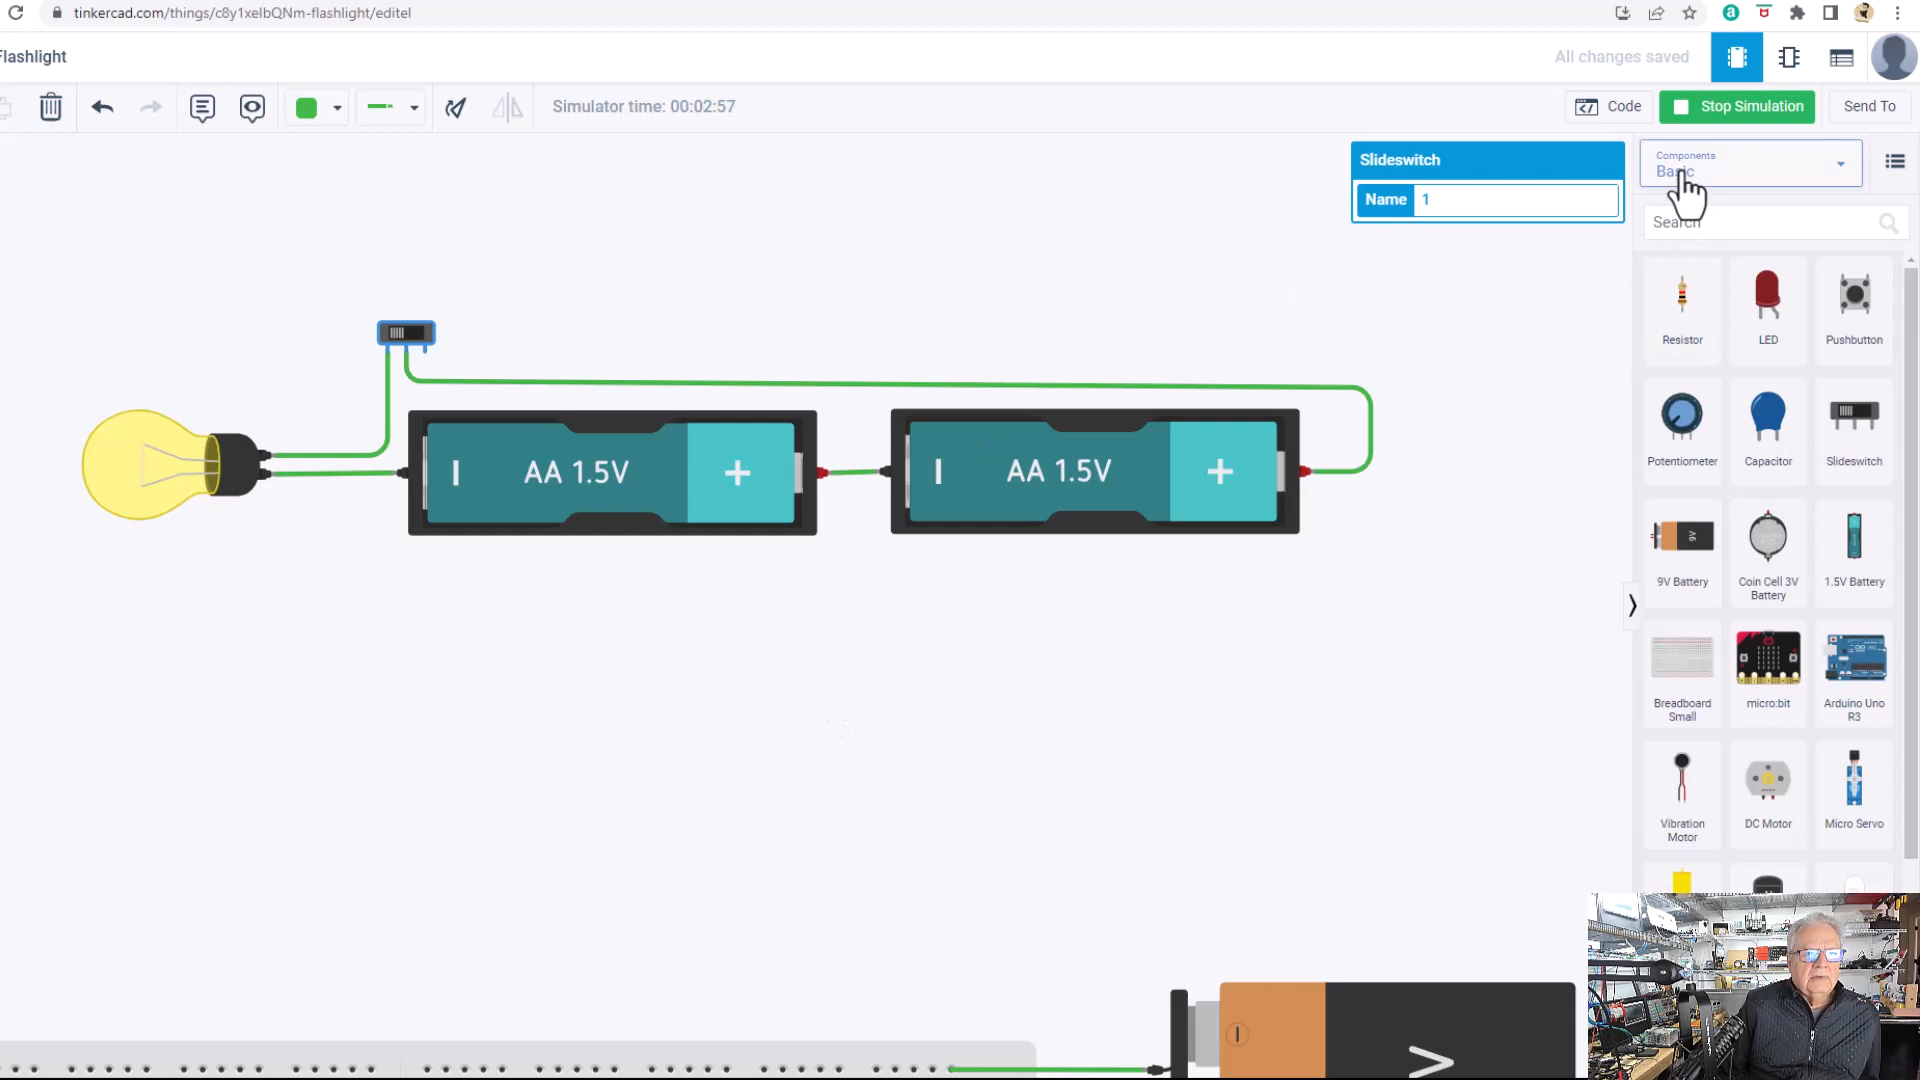 tinkercad.com/things/c8y1xelbQNm-flashlight/editel
Flashlight
All changes saved
Simulator time: 00:02:57
Code
Stop Simulation
Send To
Slideswitch
Name 1
Components
Basic
Search
Resistor
LED
Pushbutton
Potentiometer
Capacitor
Slideswitch
9V
9V Battery
Coin Cell 3V
Battery
1.5V Battery
Breadboard
Small
micro:bit
Arduino Uno
R3
Vibration
Motor
DC Motor
Micro Servo
AA 1.5V +
AA 1.5V +